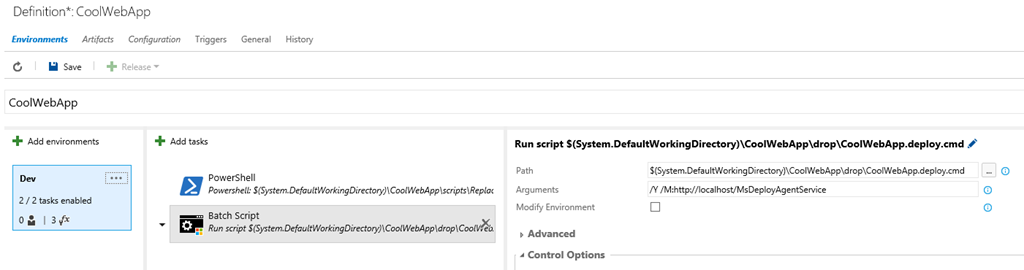 Definition*: CoolWebApp
Environments Artifacts Configuration Triggers General History
Save Release
CoolWebApp
Add environments
Dev
2 / 2 tasks enabled
0 | 3
Add tasks
PowerShell
Powershell: $(System.DefaultWorkingDirectory)\CoolWebApp\scripts\Replac
Batch Script
Run script $(System.DefaultWorkingDirectory)\CoolWebApp\drop\CoolWeb
Run script $(System.DefaultWorkingDirectory)\CoolWebApp\drop\CoolWebApp.deploy.cmd
Path $(System.DefaultWorkingDirectory)\CoolWebApp\drop\CoolWebApp.deploy.cmd ...
Arguments /Y /M:http://localhost/MsDeployAgentService
Modify Environment
Advanced
Control Options